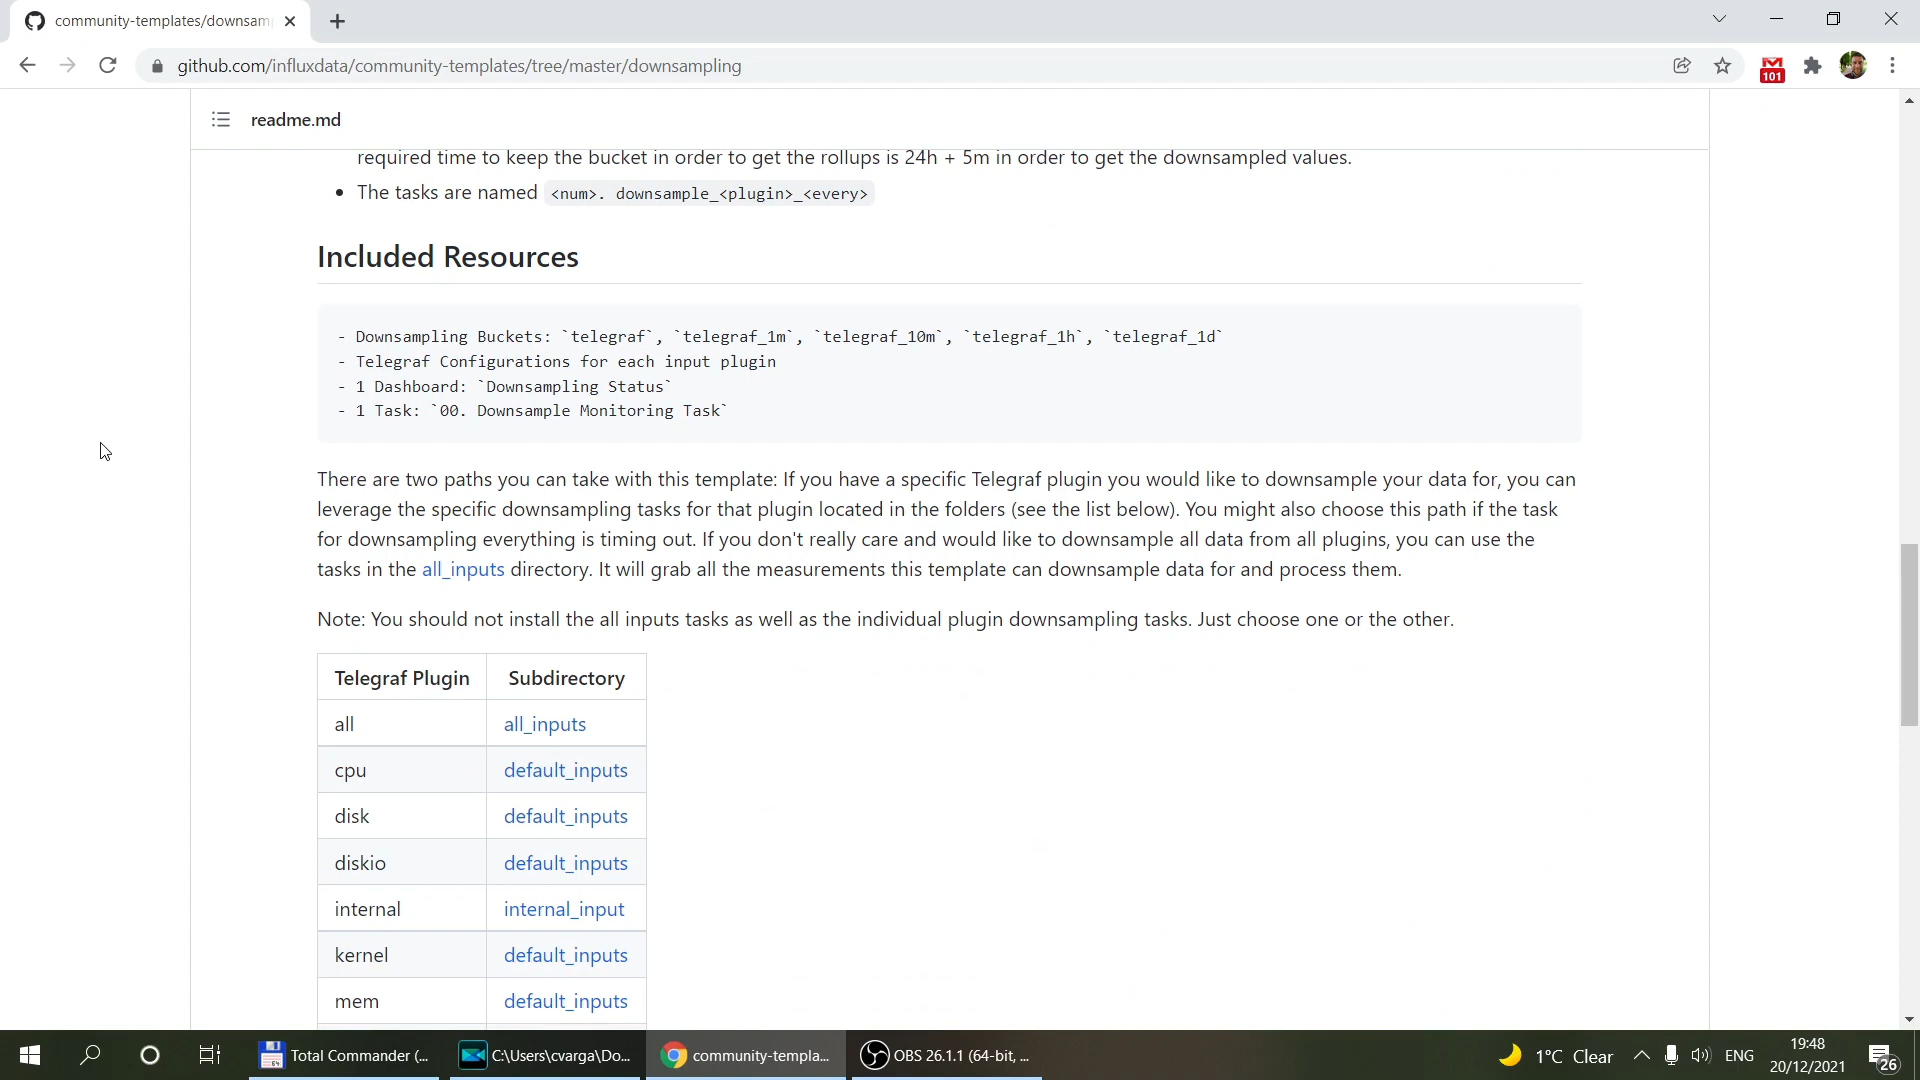 community-templates/downsam
github.com/influxdata/community-templates/tree/master/downsampling
101
readme.md
required time to keep the bucket in order to get the rollups is 24h + 5m in order to get the downsampled values.
• The tasks are named <num>. downsample_<plugin>_<every>
Included Resources
- Downsampling Buckets: `telegraf`, `telegraf_1m`, `telegraf_10m`, `telegraf_1h`, `telegraf_1d`
- Telegraf Configurations for each input plugin
- 1 Dashboard: `Downsampling Status`
- 1 Task: `00. Downsample Monitoring Task`
There are two paths you can take with this template: If you have a specific Telegraf plugin you would like to downsample your data for, you can
leverage the specific downsampling tasks for that plugin located in the folders (see the list below). You might also choose this path if the task
for downsampling everything is timing out. If you don't really care and would like to downsample all data from all plugins, you can use the
tasks in the all_inputs directory. It will grab all the measurements this template can downsample data for and process them.
Note: You should not install the all inputs tasks as well as the individual plugin downsampling tasks. Just choose one or the other.
Telegraf Plugin Subdirectory
all all_inputs
cpu default_inputs
disk default_inputs
diskio default_inputs
internal internal_input
kernel default_inputs
mem default_inputs
Total Commander (...
C:\Users\cvarga\Do...
community-templa...
OBS 26.1.1 (64-bit, ...
1°C Clear
ENG
19:48
20/12/2021
26